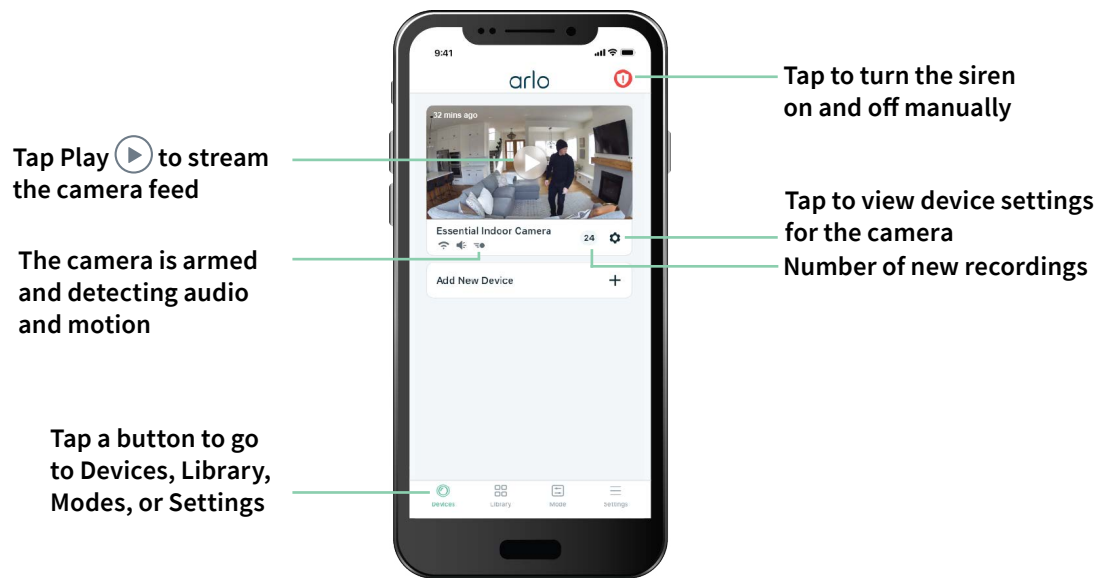 9:41
arlo
32 mins ago
Essential Indoor Camera
24
Add New Device
Devices
Library
Mode
Settings
Tap Play to stream
the camera feed
The camera is armed
and detecting audio
and motion
Tap a button to go
to Devices, Library,
Modes, or Settings
Tap to turn the siren
on and off manually
Tap to view device settings
for the camera
Number of new recordings